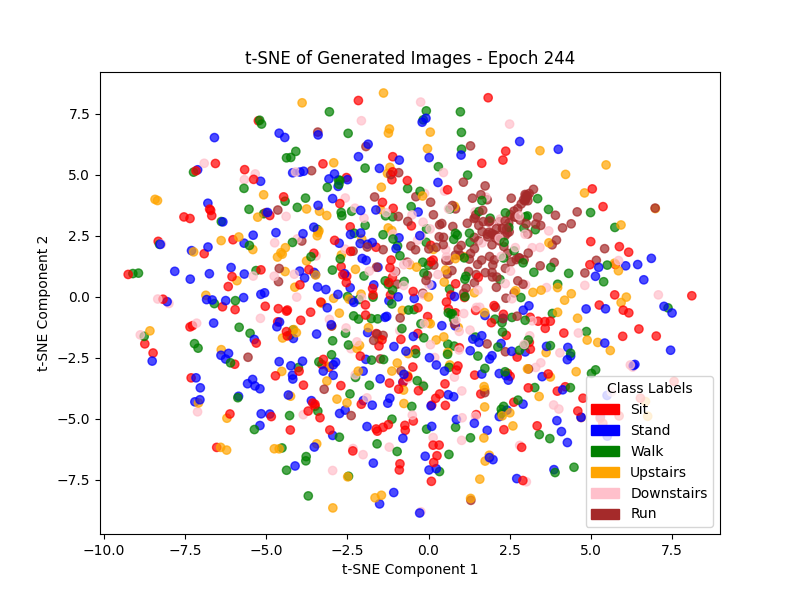 t-SNE of Generated Images - Epoch 244
t-SNE Component 2
7.5
5.0
2.5
0.0
−2.5
−5.0
−7.5
−10.0 −7.5 −5.0 −2.5 0.0 2.5 5.0 7.5
t-SNE Component 1
Class Labels
Sit
Stand
Walk
Upstairs
Downstairs
Run